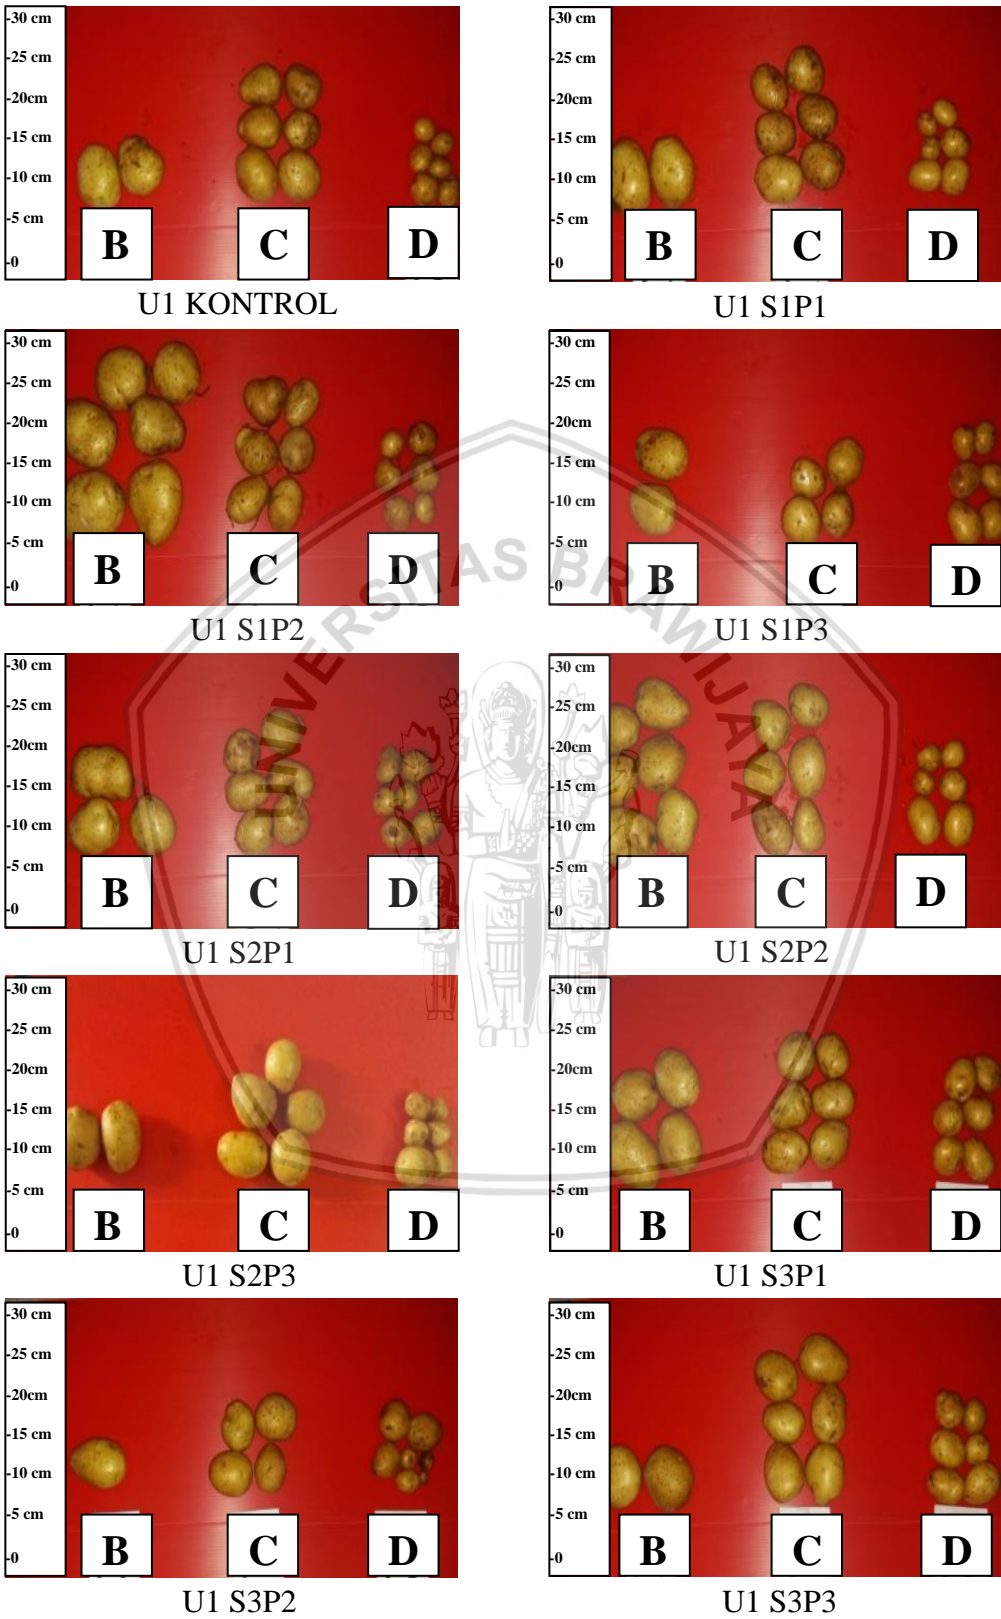 -30 cm
-25 cm
-20cm
-15 cm
-10 cm
-5 cm
-0
B C D
U1 KONTROL
-30 cm
-25 cm
-20cm
-15 cm
-10 cm
-5 cm
-0
B C D
U1 S1P1
-30 cm
-25 cm
-20cm
-15 cm
-10 cm
-5 cm
-0
B C D
U1 S1P2
-30 cm
-25 cm
-20cm
-15 cm
-10 cm
-5 cm
-0
B C D
U1 S1P3
-30 cm
-25 cm
-20cm
-15 cm
-10 cm
-5 cm
-0
B C D
U1 S2P1
-30 cm
-25 cm
-20cm
-15 cm
-10 cm
-5 cm
-0
B C D
U1 S2P2
-30 cm
-25 cm
-20cm
-15 cm
-10 cm
-5 cm
-0
B C D
U1 S2P3
-30 cm
-25 cm
-20cm
-15 cm
-10 cm
-5 cm
-0
B C D
U1 S3P1
-30 cm
-25 cm
-20cm
-15 cm
-10 cm
-5 cm
-0
B C D
U1 S3P2
-30 cm
-25 cm
-20cm
-15 cm
-10 cm
-5 cm
-0
B C D
U1 S3P3
UNIVERSITAS BRAWIJAYA